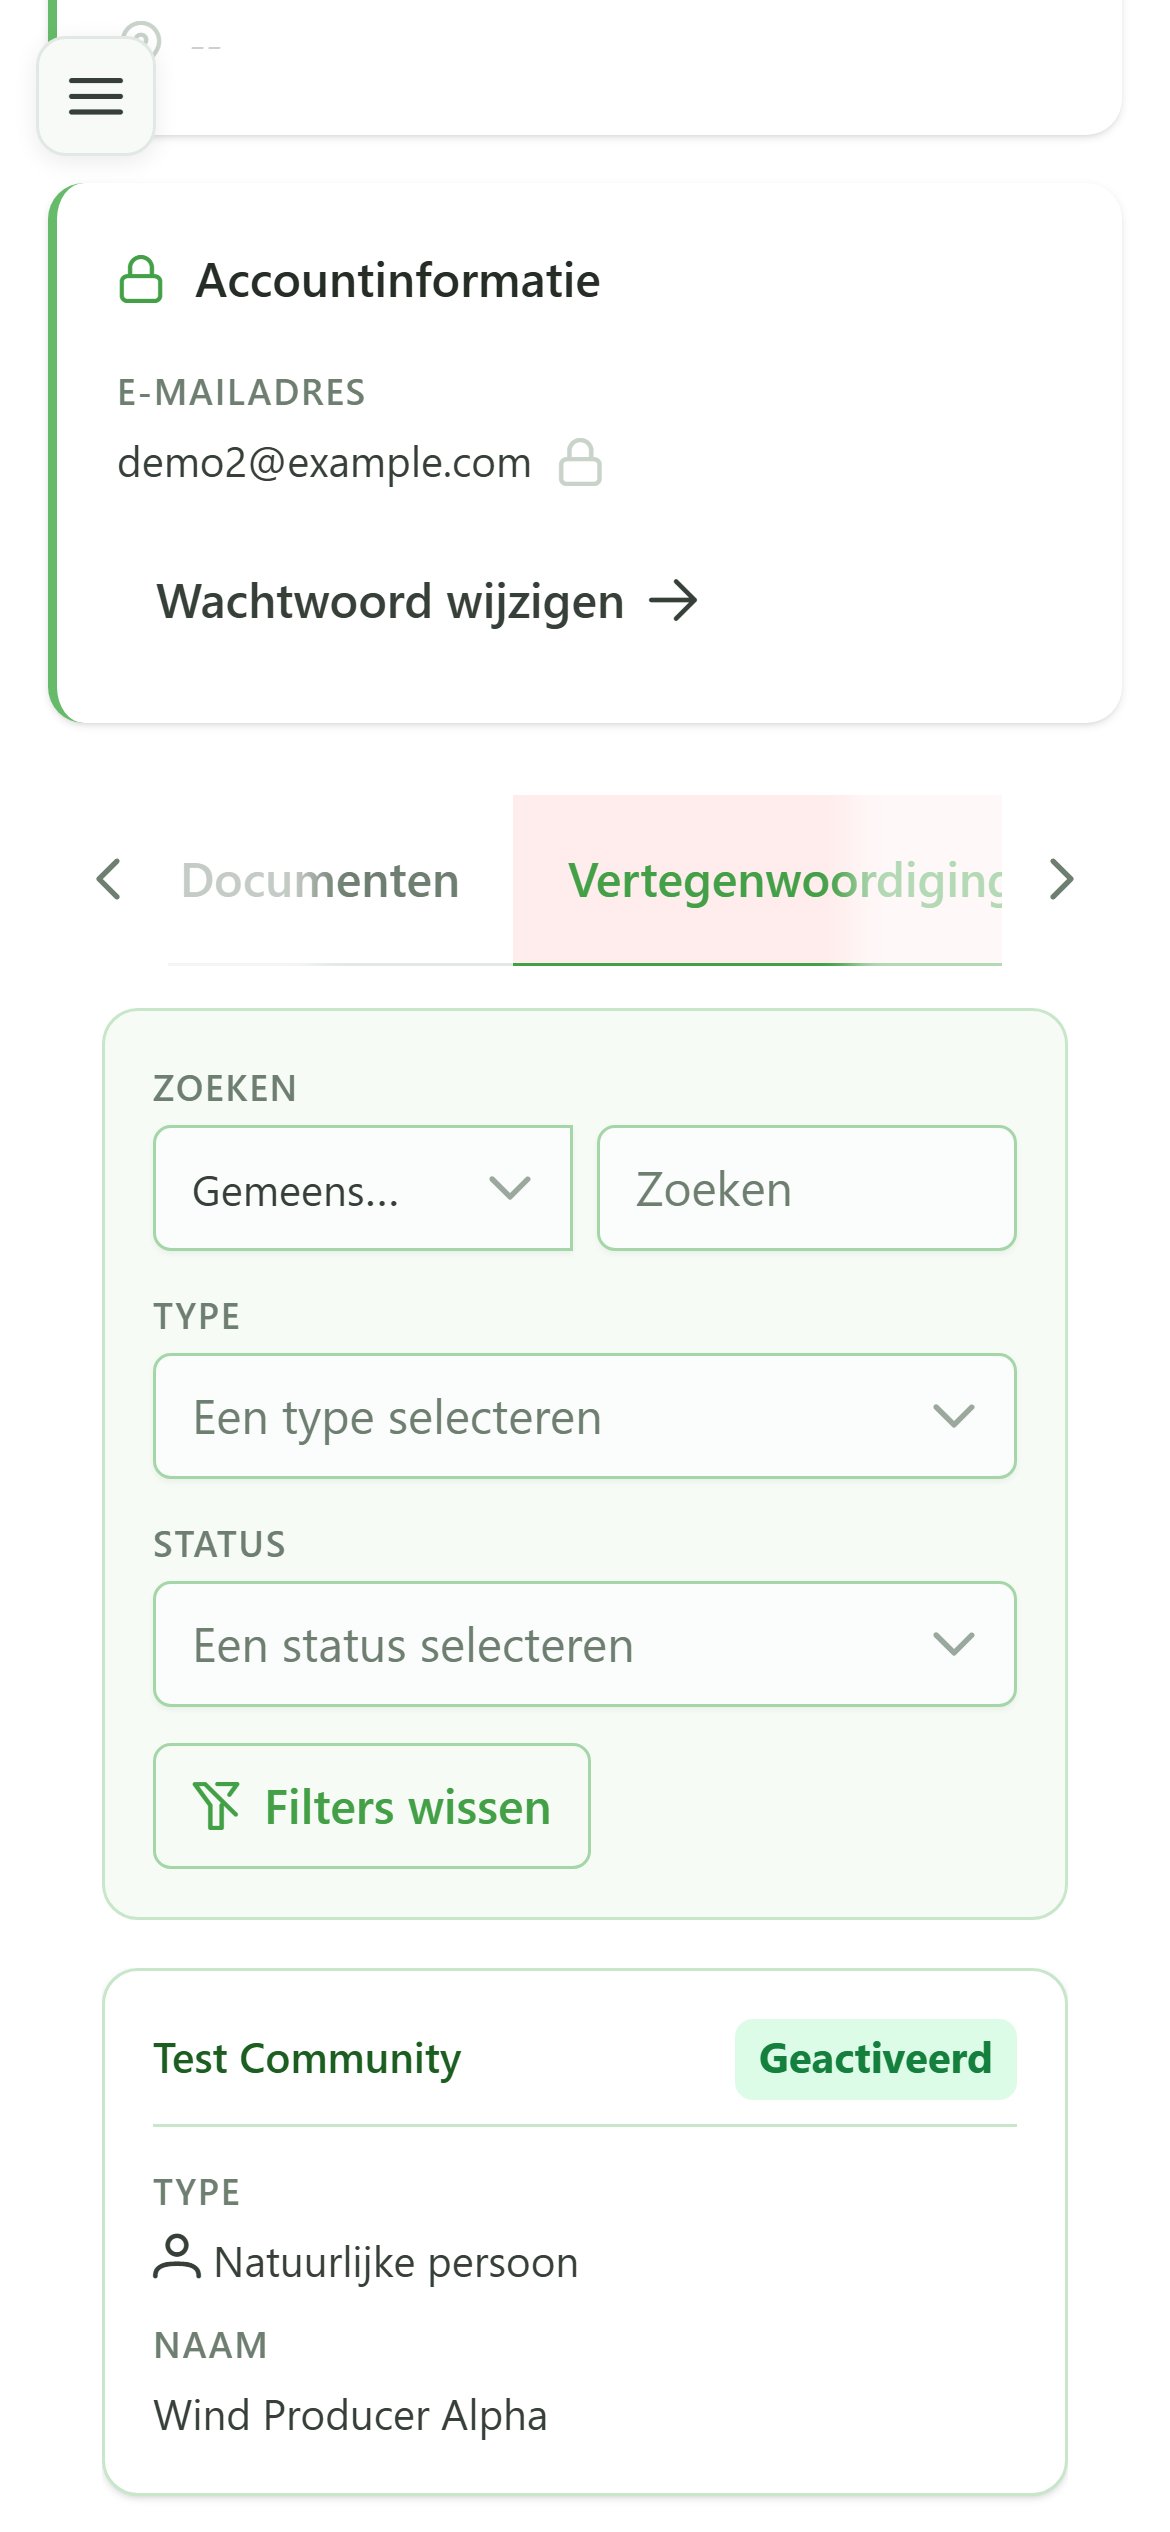 --
Accountinformatie
E-MAILADRES
demo2@example.com
Wachtwoord wijzigen
Documenten
Vertegenwoordiging
ZOEKEN
Gemeens...
Zoeken
TYPE
Een type selecteren
STATUS
Een status selecteren
Filters wissen
Test Community
Geactiveerd
TYPE
Natuurlijke persoon
NAAM
Wind Producer Alpha